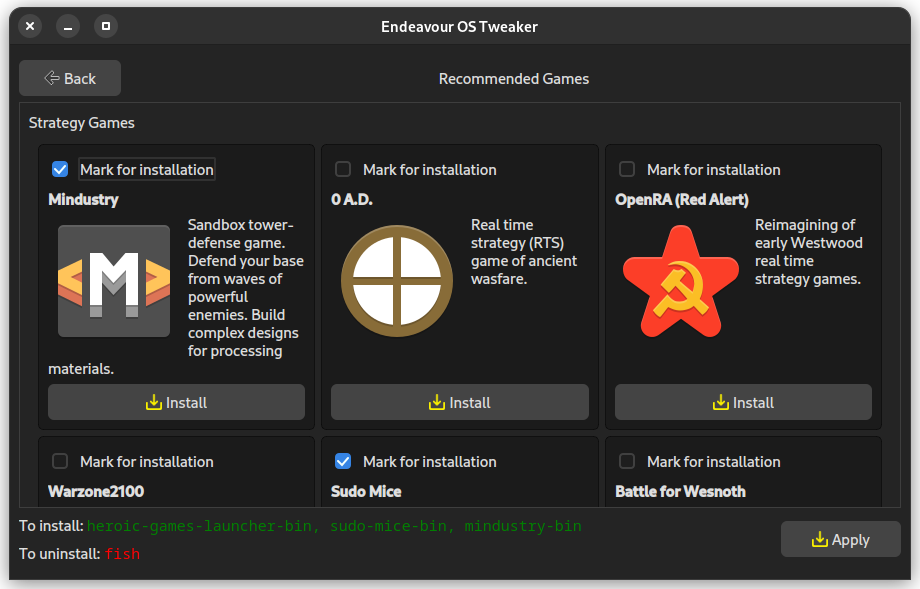 Endeavour OS Tweaker
Back
Recommended Games
Strategy Games
Mark for installation
Mindustry
M
Sandbox tower-
defense game.
Defend your base
from waves of
powerful
enemies. Build
complex designs
for processing
materials.
Install
Mark for installation
0 A.D.
Real time
strategy (RTS)
game of ancient
wasfare.
Install
Mark for installation
OpenRA (Red Alert)
Reimagining of
early Westwood
real time
strategy games.
Install
Mark for installation
Warzone2100
Mark for installation
Sudo Mice
Mark for installation
Battle for Wesnoth
To install: heroic-games-launcher-bin, sudo-mice-bin, mindustry-bin
To uninstall: fish
Apply